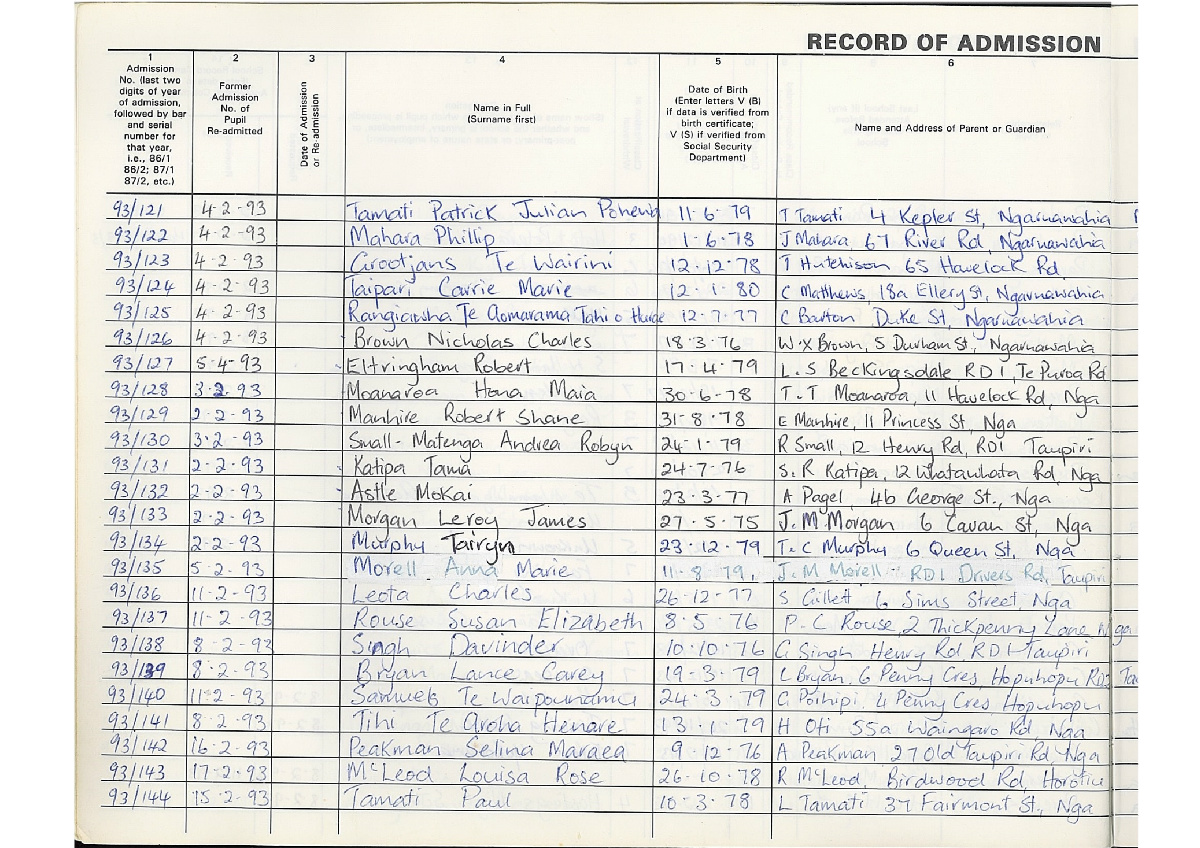 RECORD OF ADMISSION
1 2 3 4 5 6
Admission No. (last two digits of year of admission, followed by bar and serial number for that year, i.e., 86/1 86/2; 87/1 87/2, etc.)
Former Admission No. of Pupil Re-admitted
Date of Admission or Re-admission
Name in Full (Surname first)
Date of Birth (Enter letters V (B) if data is verified from birth certificate; V (S) if verified from Social Security Department)
Name and Address of Parent or Guardian
93/121 4-2-93 Tamati Patrick Julian 11-6-79 T Tamati 4 Kepler St, Ngaruawahia
93/122 4-2-93 Mahara Phillip 1-6-78 J Mahara, 67 River Rd, Ngaruawahia
93/123 4-2-93 Grootjans Te Wairini 12-12-78 T Hutchison 65 Havelock Rd
93/124 4-2-93 Taipari Carrie Marie 12-1-80 C Matthews, 18a Ellery St, Ngaruawahia
93/125 4-2-93 Te Aomarama Tahi o 12-7-77 C Barton Duke St, Ngaruawahia
93/126 4-2-93 Brown Nicholas Charles 18-3-76 W.X Brown, 5 Durham St, Ngaruawahia
93/127 5-4-93 Eltringham Robert 17-4-79 L.S Beckingsdale RD1, Te Puroa Rd
93/128 3-2-93 Moanaroa Hona Maia 30-6-78 T.T Moanaroa, 11 Havelock Rd, Nga
93/129 2-2-93 Manhire Robert Shane 31-8-78 E Manhire, 11 Princess St, Nga
93/130 3-2-93 Small-Matenga Andrea Robyn 24-1-79 R Small, 12 Henry Rd, RD1 Taupiri
93/131 2-2-93 Katipa Tama 24-7-76 S.R Katipa, 12 Whatawhata Rd, Nga
93/132 2-2-93 Astle Mokai 23-3-77 A Pagel 46 George St., Nga
93/133 2-2-93 Morgan Leroy James 27-5-75 J.M Morgan 6 Cavan St, Nga
93/134 2-2-93 Murphy Tairyn 23-12-79 T.C Murphy 6 Queen St, Nga
93/135 5-2-93 Morell Anna Marie 11-8-79 J.M Morell RD1 Drivers Rd, Taupiri
93/136 11-2-93 Leota Charles 26-12-77 S Gillett 6 Sims Street, Nga
93/137 11-2-93 Rouse Susan Elizabeth 8-5-76 P.C Rouse, 2 Thickpenny Lane, Nga
93/138 8-2-93 Singh Davinder 10-10-76 G Singh Henry Rd RD1 Taupiri
93/139 8-2-93 Bryan Lance Carey 19-3-79 L Bryan, 6 Penny Cres, Hopuhopu RD2
93/140 11-2-93 Samuels Te Waipounamu 24-3-79 G Poihipi, 4 Penny Cres Hopuhopu
93/141 8-2-93 Tihi Te Aroha Henare 13-1-79 H Oti 55a Waingaro Rd, Nga
93/142 16-2-93 Peakman Selina Maraea 9-12-76 A Peakman 27 Old Taupiri Rd, Nga
93/143 17-2-93 McLeod Louisa Rose 26-10-78 R McLeod, Birdwood Rd, Horotiu
93/144 15-2-93 Tamati Paul 10-3-78 L Tamati 37 Fairmont St., Nga